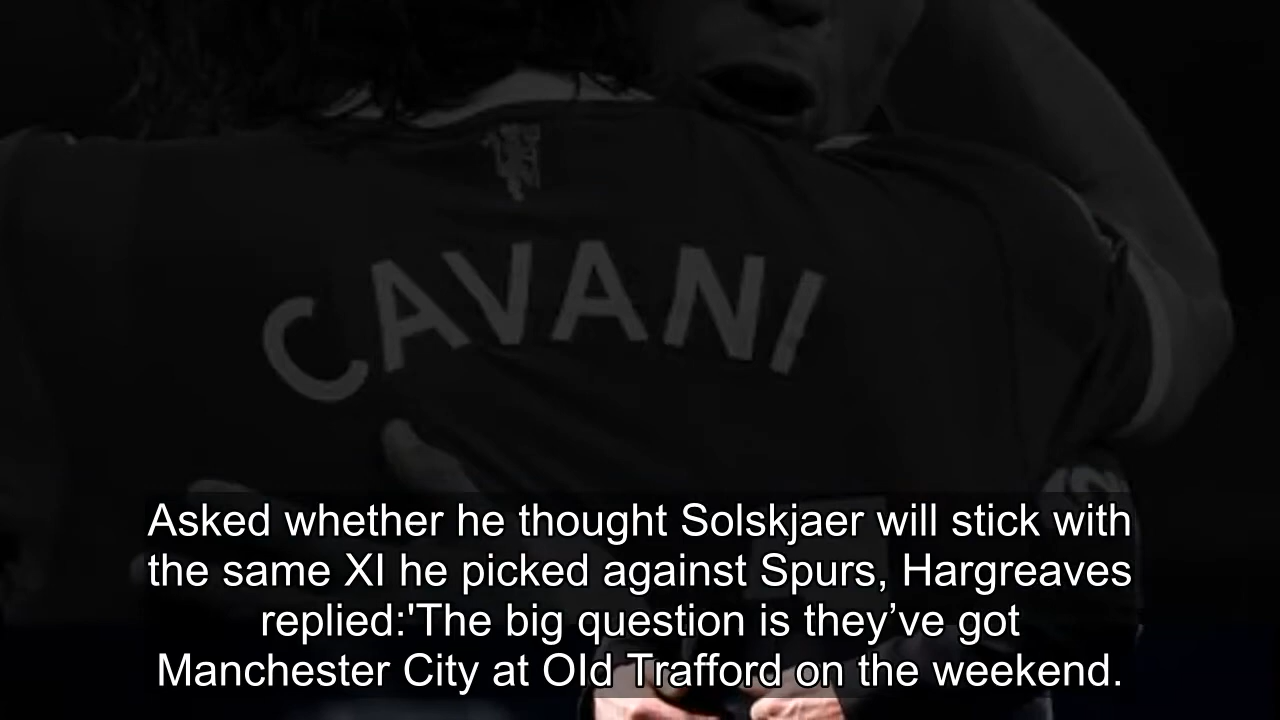 CAVANI
Asked whether he thought Solskjaer will stick with
the same XI he picked against Spurs, Hargreaves
replied:'The big question is they’ve got
Manchester City at Old Trafford on the weekend.